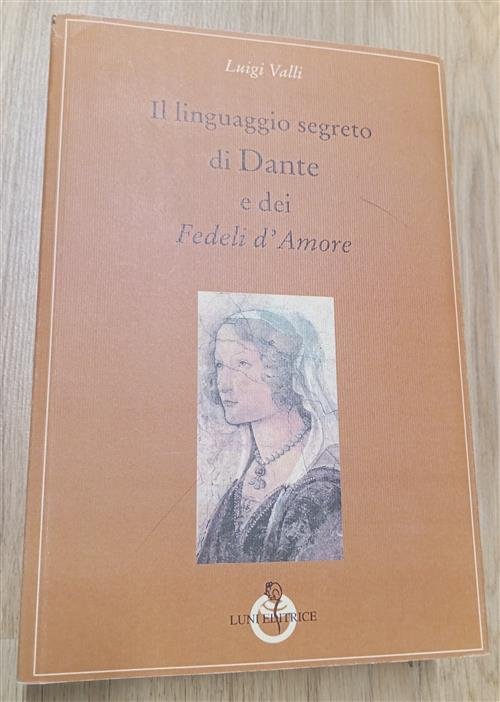 Luigi Valli
Il linguaggio segreto
di Dante
e dei
Fedeli d'Amore
LUNI EDITRICE